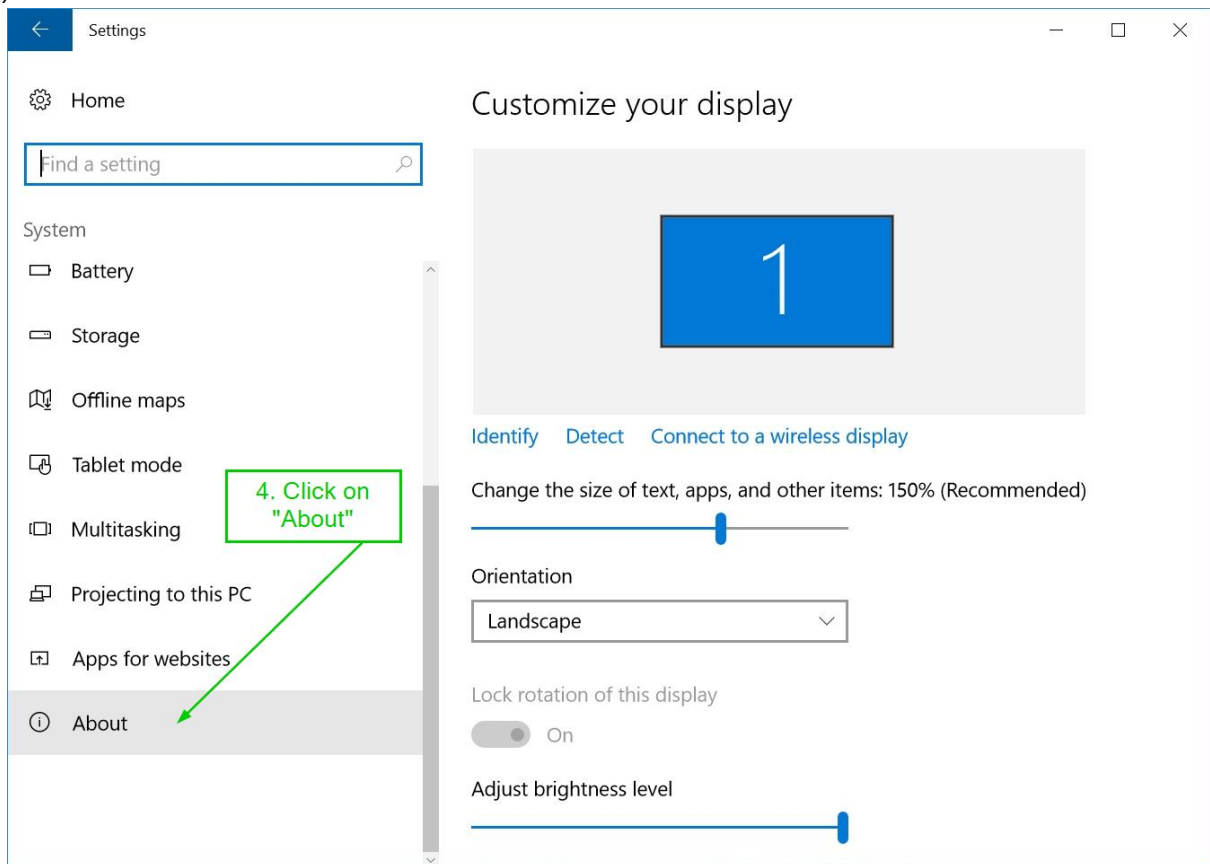 Settings
Home
Find a setting
System
Battery
Storage
Offline maps
Tablet mode
4. Click on
"About"
Multitasking
Projecting to this PC
Apps for websites
About
Customize your display
1
Identify Detect Connect to a wireless display
Change the size of text, apps, and other items: 150% (Recommended)
Orientation
Landscape
Lock rotation of this display
On
Adjust brightness level